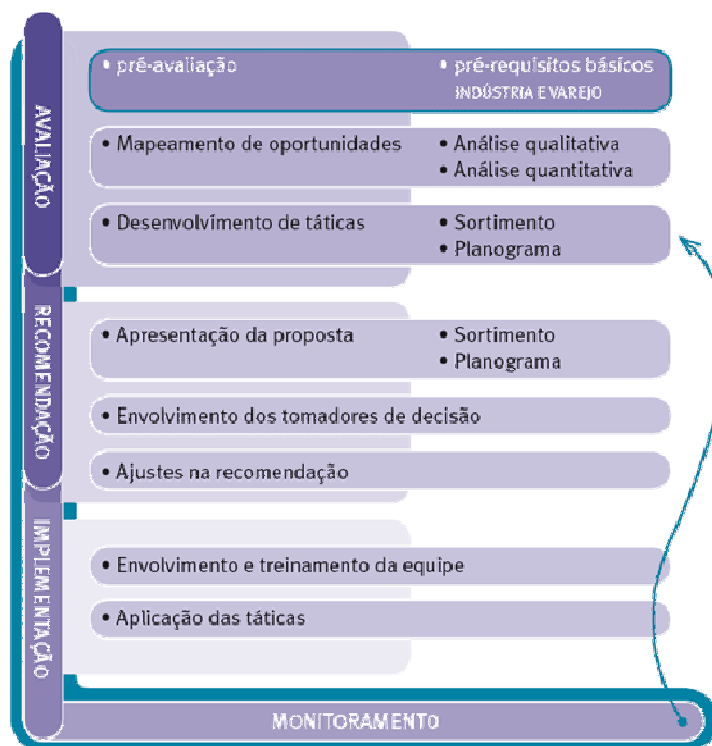 AVALIAÇÃO
• pré-avaliação
• pré-requisitos básicos
INDÚSTRIA E VAREJO
• Mapeamento de oportunidades
• Análise qualitativa
• Análise quantitativa
• Desenvolvimento de táticas
• Sortimento
• Planograma
RECOMENDAÇÃO
• Apresentação da proposta
• Sortimento
• Planograma
• Envolvimento dos tomadores de decisão
• Ajustes na recomendação
IMPLEMENTAÇÃO
• Envolvimento e treinamento da equipe
• Aplicação das táticas
MONITORAMENTO